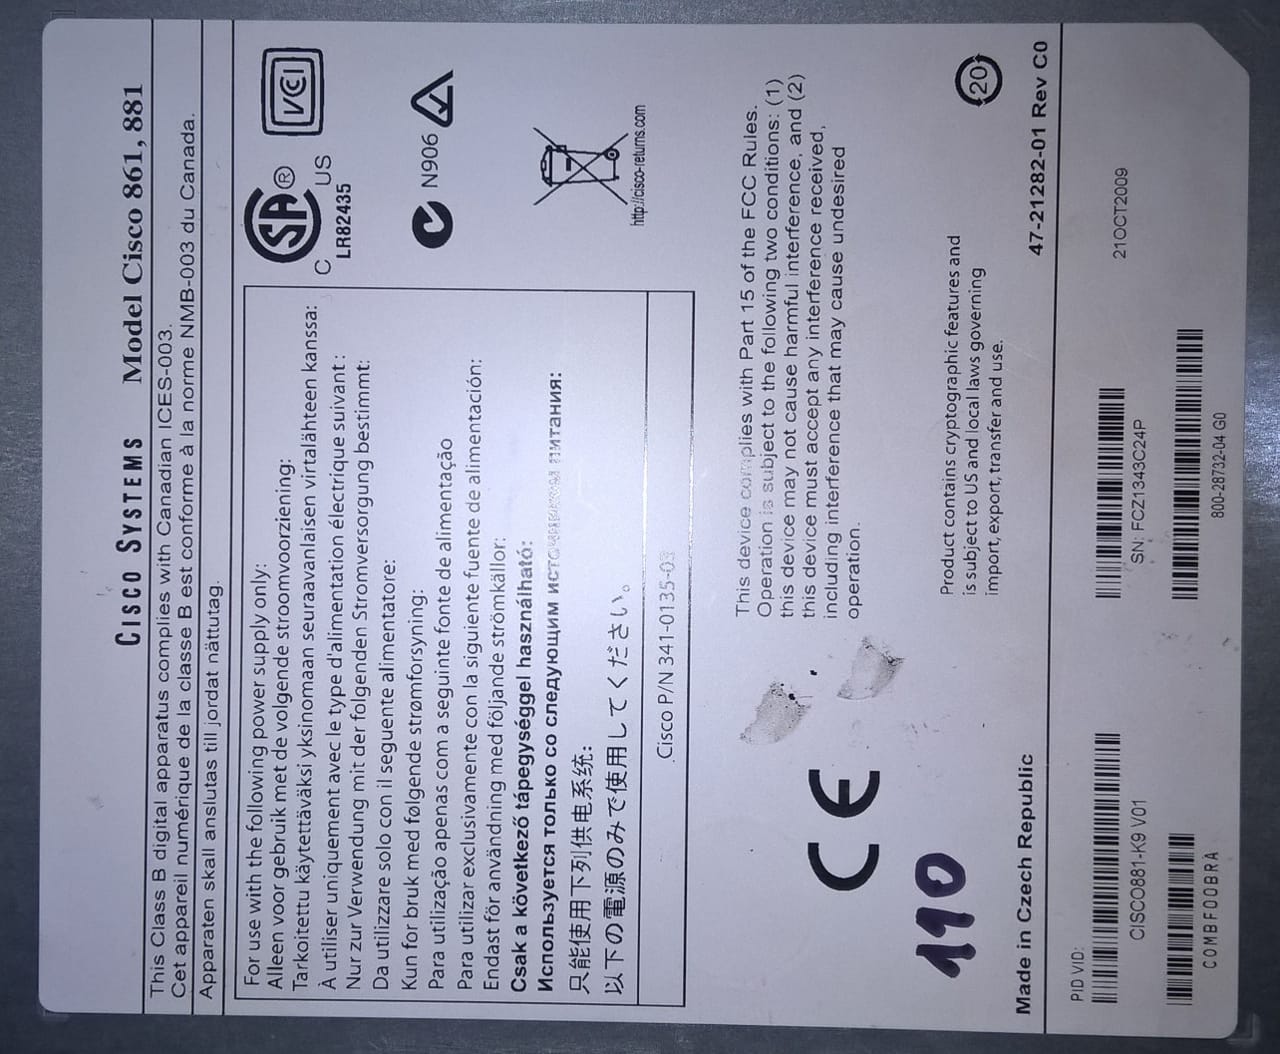 CISCO SYSTEMS Model Cisco 861, 881
This Class B digital apparatus complies with Canadian ICES-003.
Cet appareil numérique de la classe B est conforme à la norme NMB-003 du Canada.
Apparaten skall anslutas till jordat nättutag.
For use with the following power supply only:
Alleen voor gebruik met de volgende stroomvoorziening:
Tarkoitettu käytettäväksi yksinomaan seuraavanlaisen virtalähteen kanssa:
À utiliser uniquement avec le type d'alimentation électrique suivant :
Nur zur Verwendung mit der folgenden Stromversorgung bestimmt:
Da utilizzare solo con il seguente alimentatore:
Kun for bruk med følgende strømforsyning:
Para utilização apenas com a seguinte fonte de alimentação
Para utilizar exclusivamente con la siguiente fuente de alimentación:
Endast för användning med följande strömkällor:
Csak a következő tápegységgel használható:
Используется только со следующим источником питания:
只能使用下列供电系统:
以下の電源のみで使用してください。
Cisco P/N 341-0135-03
SA ®
C US
LR82435
VCI
N906
http://cisco-returns.com
This device complies with Part 15 of the FCC Rules.
Operation is subject to the following two conditions: (1)
this device may not cause harmful interference, and (2)
this device must accept any interference received,
including interference that may cause undesired
operation.
CE
110
Product contains cryptographic features and
is subject to US and local laws governing
import, export, transfer and use.
20
Made in Czech Republic
47-21282-01 Rev C0
PID VID:
CISCO881-K9 V01
SN: FCZ1343C24P
21OCT2009
COMBF00BRA
800-28732-04 G0